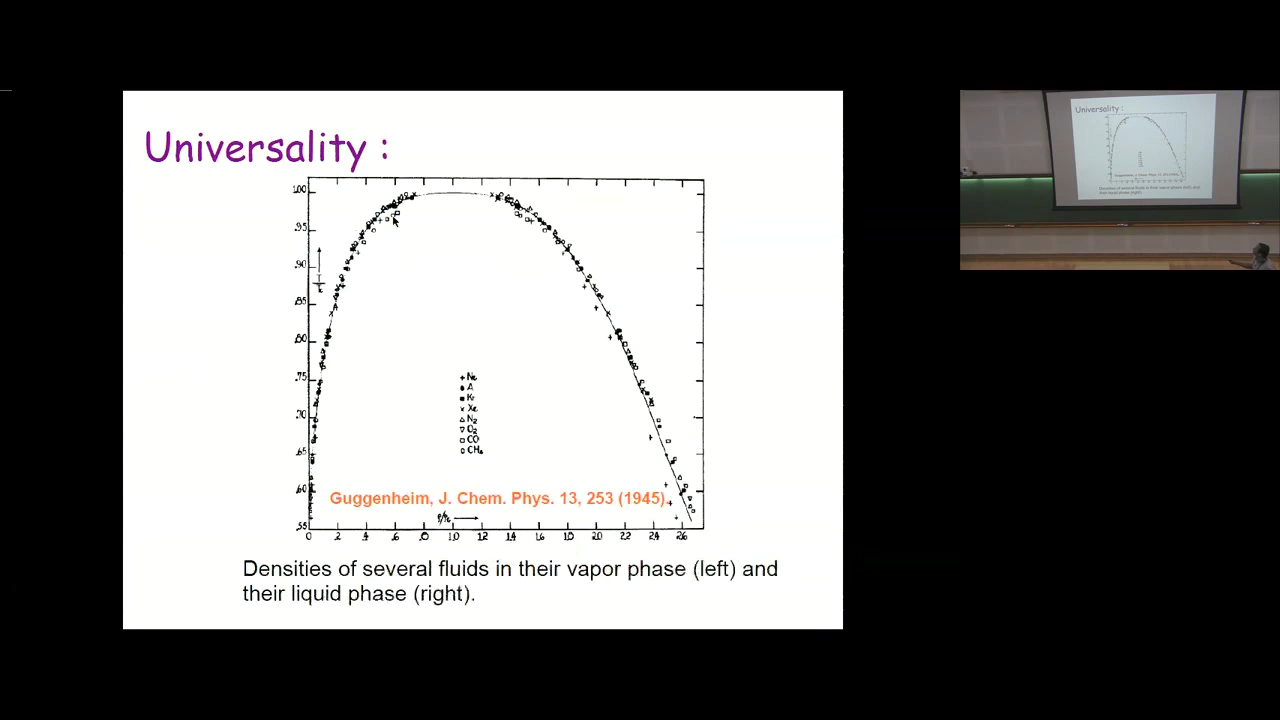 Universality :
1.00
.95
.90
.85
.80
.75
.70
.65
.60
.55
+ Ne
● A
■ Kr
× Xe
△ N₂
▽ O₂
□ CO
○ CH₄
Guggenheim, J. Chem. Phys. 13, 253 (1945).
0 .2 .4 .6 .8 1.0 1.2 1.4 1.6 1.8 2.0 2.2 2.4 2.6
Densities of several fluids in their vapor phase (left) and
their liquid phase (right).
Universality :